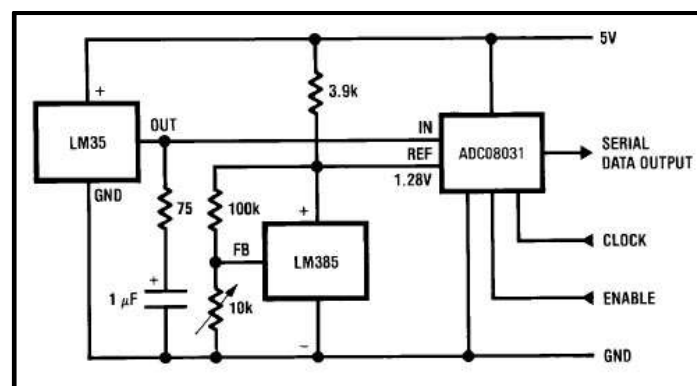 5V
+
3.9k
OUT
IN
LM35
REF
ADC08031
SERIAL
DATA OUTPUT
1.28V
GND
75
100k
+
FB
LM385
CLOCK
+
1 µF
10k
ENABLE
−
GND